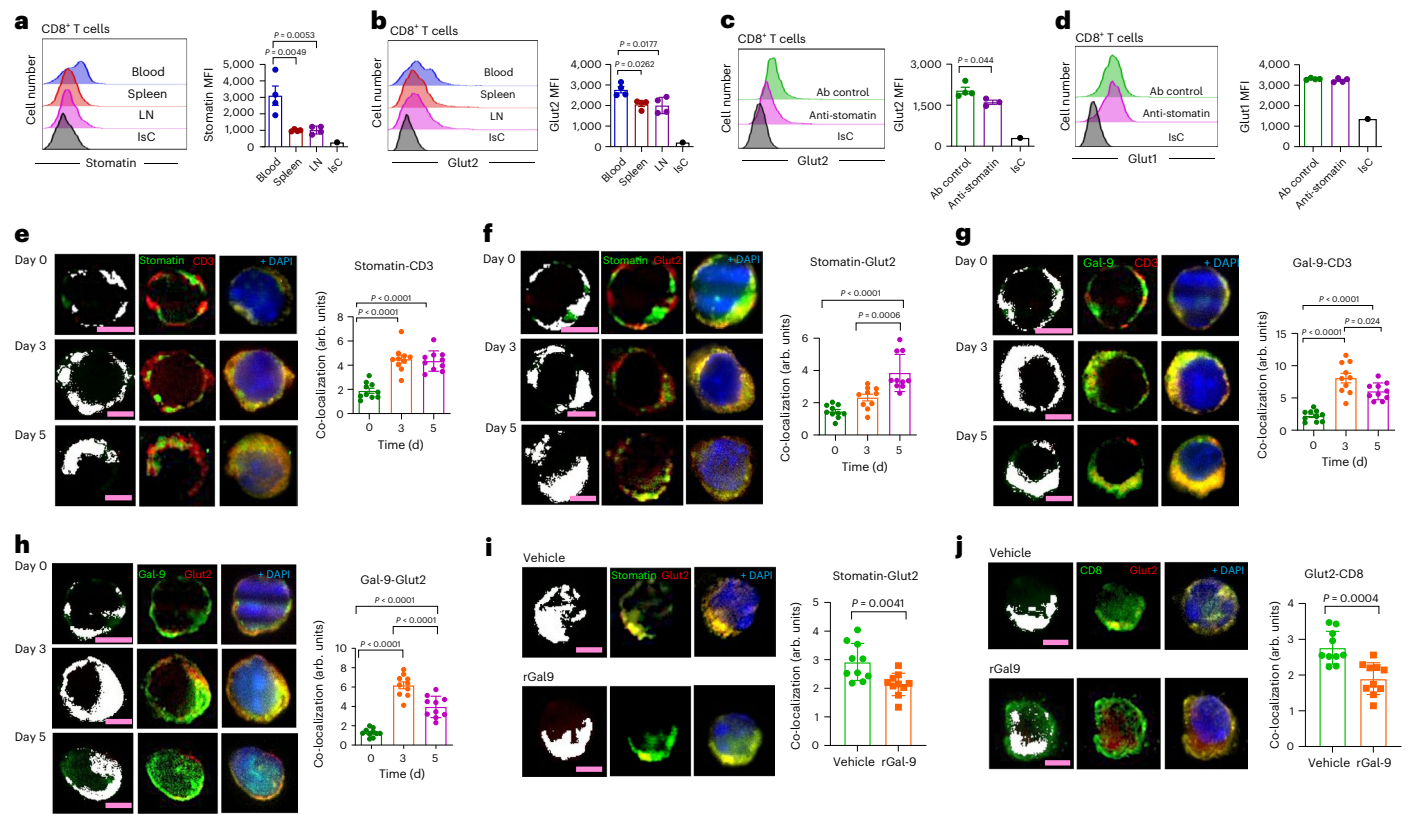 a
CD8+ T cells
Cell number
Blood
Spleen
LN
IsC
Stomatin
P = 0.0053
P = 0.0049
Stomatin MFI
5,000
4,000
3,000
2,000
1,000
0
Blood
Spleen
LN
IsC
b
CD8+ T cells
Cell number
Blood
Spleen
LN
IsC
Glut2
P = 0.0177
P = 0.0262
Glut2 MFI
4,000
3,000
2,000
1,000
0
Blood
Spleen
LN
IsC
c
CD8+ T cells
Cell number
Ab control
Anti-stomatin
IsC
Glut2
P = 0.044
Glut2 MFI
3,000
1,500
0
Ab control
Anti-stomatin
IsC
d
CD8+ T cells
Cell number
Ab control
Anti-stomatin
IsC
Glut1
Glut1 MFI
4,000
3,000
2,000
1,000
0
Ab control
Anti-stomatin
IsC
e
Day 0
Stomatin CD3 + DAPI
Day 3
Day 5
Stomatin-CD3
P < 0.0001
P < 0.0001
Co-localization (arb. units)
8
6
4
2
0
0 3 5
Time (d)
f
Day 0
Stomatin Glut2 + DAPI
Day 3
Day 5
Stomatin-Glut2
P < 0.0001
P = 0.0006
Co-localization (arb. units)
6
4
2
0
0 3 5
Time (d)
g
Day 0
Gal-9 CD3 + DAPI
Day 3
Day 5
Gal-9-CD3
P < 0.0001
P = 0.024
P < 0.0001
Co-localization (arb. units)
15
10
5
0
0 3 5
Time (d)
h
Day 0
Gal-9 Glut2 + DAPI
Day 3
Day 5
Gal-9-Glut2
P < 0.0001
P < 0.0001
P < 0.0001
Co-localization (arb. units)
10
8
6
4
2
0
0 3 5
Time (d)
i
Vehicle
Stomatin Glut2 + DAPI
rGal9
Stomatin-Glut2
P = 0.0041
Co-localization (arb. units)
5
4
3
2
1
0
Vehicle rGal-9
j
Vehicle
CD8 Glut2 + DAPI
rGal9
Glut2-CD8
P = 0.0004
Co-localization (arb. units)
4
3
2
1
0
Vehicle rGal-9